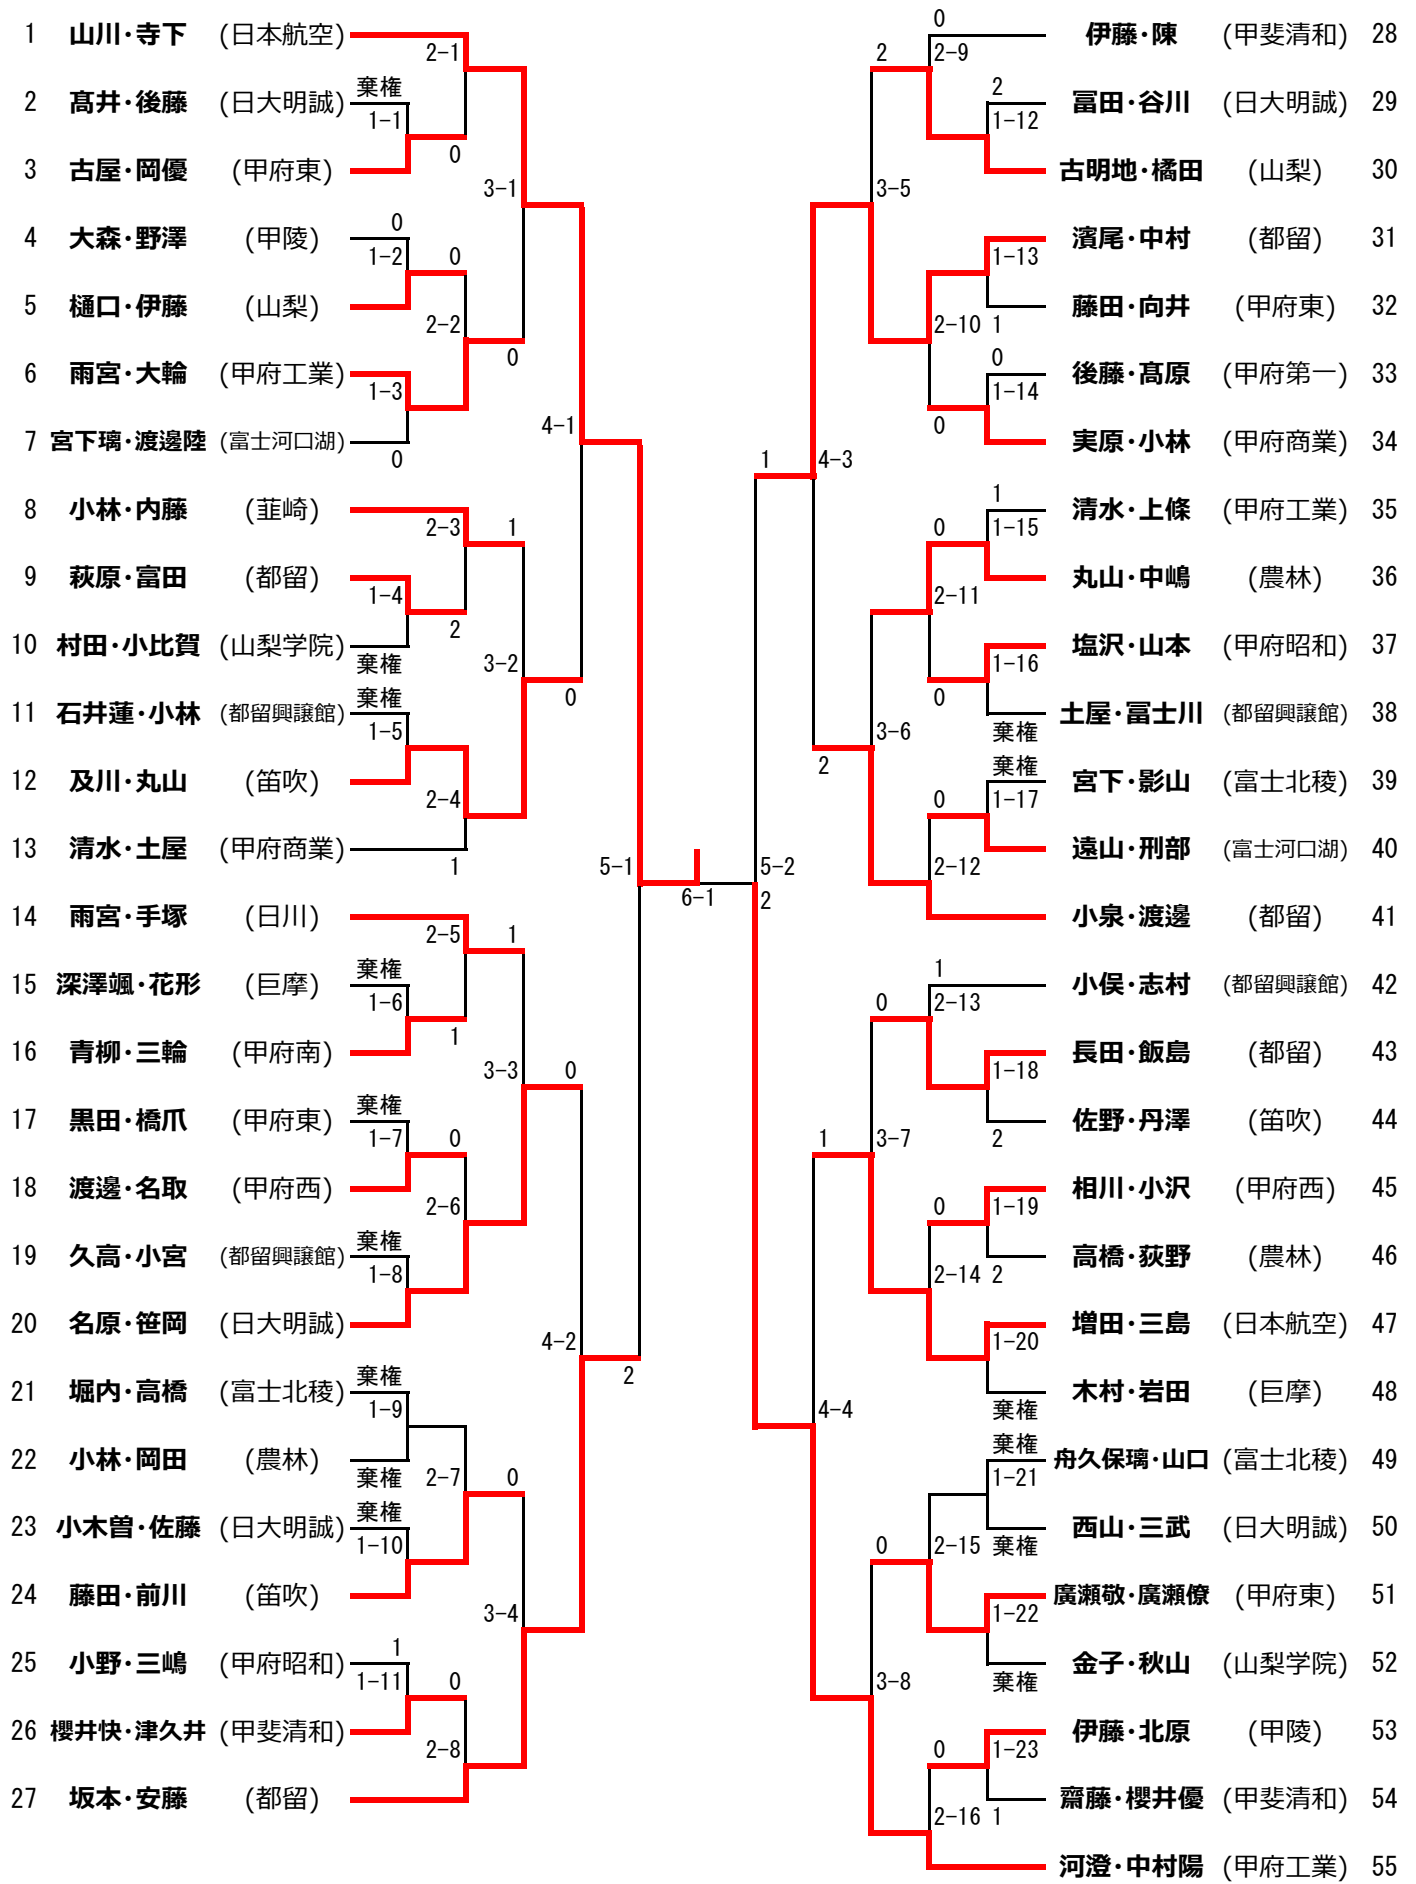 1 山川・寺下 (日本航空)
2-1
2 髙井・後藤 (日大明誠) 棄権
1-1
3 古屋・岡優 (甲府東) 0
3-1
4 大森・野澤 (甲陵) 0
1-2 0
5 樋口・伊藤 (山梨)
2-2
6 雨宮・大輪 (甲府工業) 0
1-3
7 宮下璃・渡邉陸 (富士河口湖) 0
4-1
8 小林・内藤 (韮崎)
2-3 1
9 萩原・富田 (都留)
1-4
2
10 村田・小比賀 (山梨学院) 棄権
3-2
0
11 石井蓮・小林 (都留興譲館) 棄権
1-5
12 及川・丸山 (笛吹)
2-4
13 清水・土屋 (甲府商業) 1
5-1
14 雨宮・手塚 (日川)
2-5 1
15 深澤颯・花形 (巨摩) 棄権
1-6
16 青柳・三輪 (甲府南) 1
3-3 0
17 黒田・橋爪 (甲府東) 棄権
1-7 0
18 渡邊・名取 (甲府西)
2-6
19 久高・小宮 (都留興譲館) 棄権
1-8
20 名原・笹岡 (日大明誠)
4-2
2
21 堀内・高橋 (富士北稜) 棄権
1-9
22 小林・岡田 (農林) 棄権
2-7 0
23 小木曽・佐藤 (日大明誠) 棄権
1-10
24 藤田・前川 (笛吹)
3-4
25 小野・三嶋 (甲府昭和) 1
1-11 0
26 櫻井快・津久井 (甲斐清和)
2-8
27 坂本・安藤 (都留)
6-1
0 伊藤・陳 (甲斐清和) 28
2 2-9
2 冨田・谷川 (日大明誠) 29
1-12
古明地・橘田 (山梨) 30
3-5
濱尾・中村 (都留) 31
1-13
藤田・向井 (甲府東) 32
2-10 1
0 後藤・髙原 (甲府第一) 33
1-14
0 実原・小林 (甲府商業) 34
1 4-3
1 清水・上條 (甲府工業) 35
0 1-15
丸山・中嶋 (農林) 36
2-11
塩沢・山本 (甲府昭和) 37
1-16
0 土屋・冨士川 (都留興譲館) 38
3-6 棄権
2
棄権 宮下・影山 (富士北稜) 39
0 1-17
遠山・刑部 (富士河口湖) 40
2-12
小泉・渡邊 (都留) 41
5-2
2
1 小俣・志村 (都留興譲館) 42
0 2-13
長田・飯島 (都留) 43
1-18
佐野・丹澤 (笛吹) 44
1 3-7 2
相川・小沢 (甲府西) 45
0 1-19
高橋・荻野 (農林) 46
2-14 2
増田・三島 (日本航空) 47
1-20
木村・岩田 (巨摩) 48
4-4 棄権
棄権 舟久保璃・山口 (富士北稜) 49
1-21
西山・三武 (日大明誠) 50
0 2-15 棄権
廣瀬敬・廣瀬僚 (甲府東) 51
1-22
金子・秋山 (山梨学院) 52
3-8 棄権
伊藤・北原 (甲陵) 53
0 1-23
齋藤・櫻井優 (甲斐清和) 54
2-16 1
河澄・中村陽 (甲府工業) 55